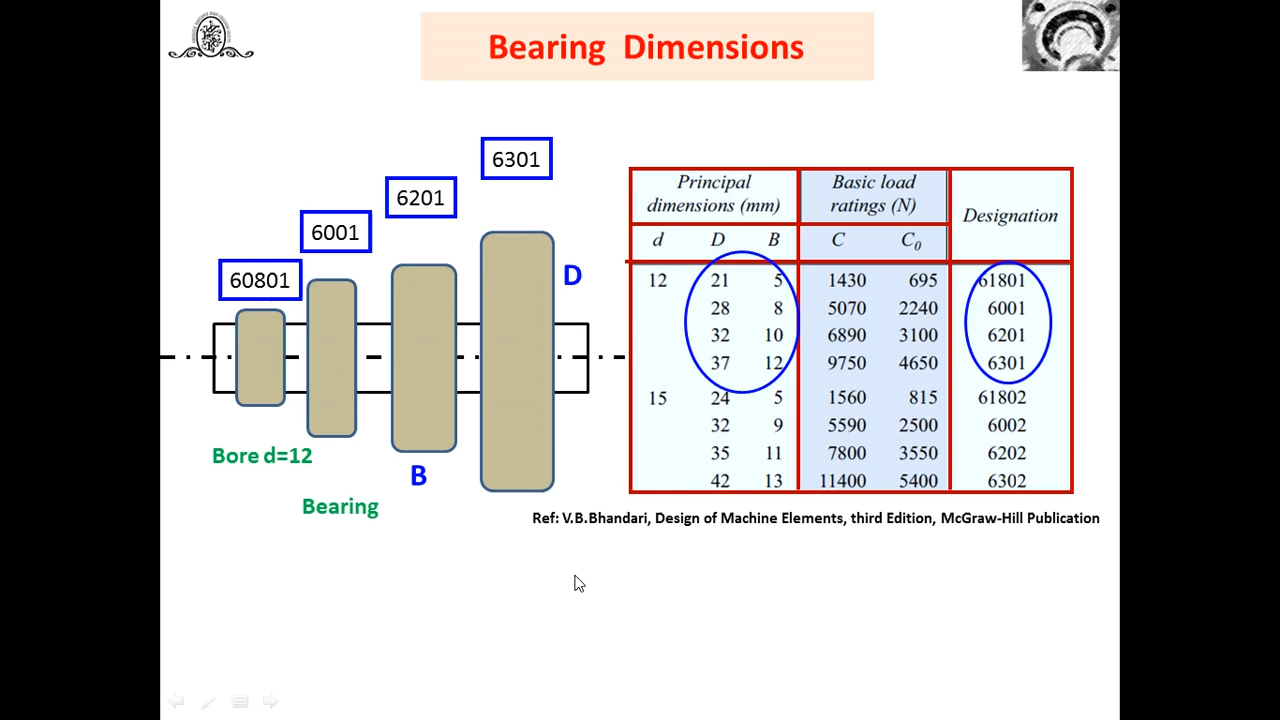 Bearing Dimensions
6301
6201
6001
60801
D
Bore d=12
B
Bearing
Principal dimensions (mm)
Basic load ratings (N)
Designation
d D B C C0
12 21 5 1430 695 61801
28 8 5070 2240 6001
32 10 6890 3100 6201
37 12 9750 4650 6301
15 24 5 1560 815 61802
32 9 5590 2500 6002
35 11 7800 3550 6202
42 13 11400 5400 6302
Ref: V.B.Bhandari, Design of Machine Elements, third Edition, McGraw-Hill Publication